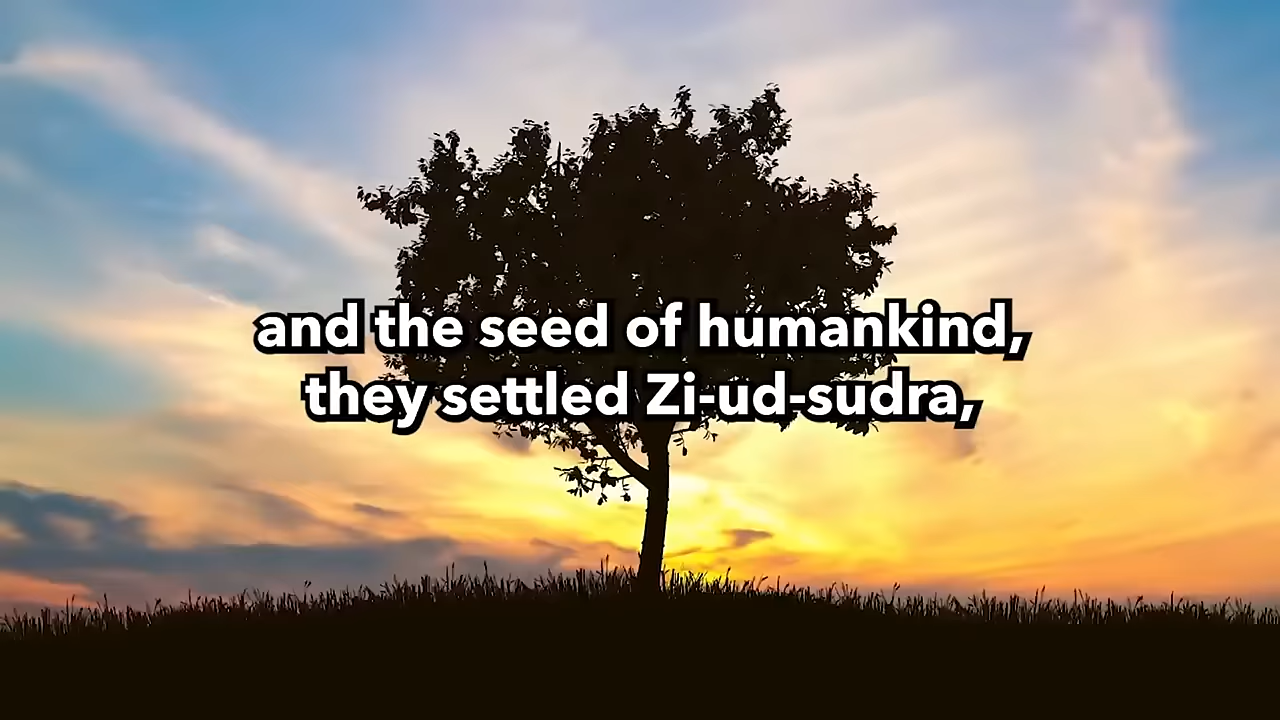 and the seed of humankind,
they settled Zi-ud-sudra,